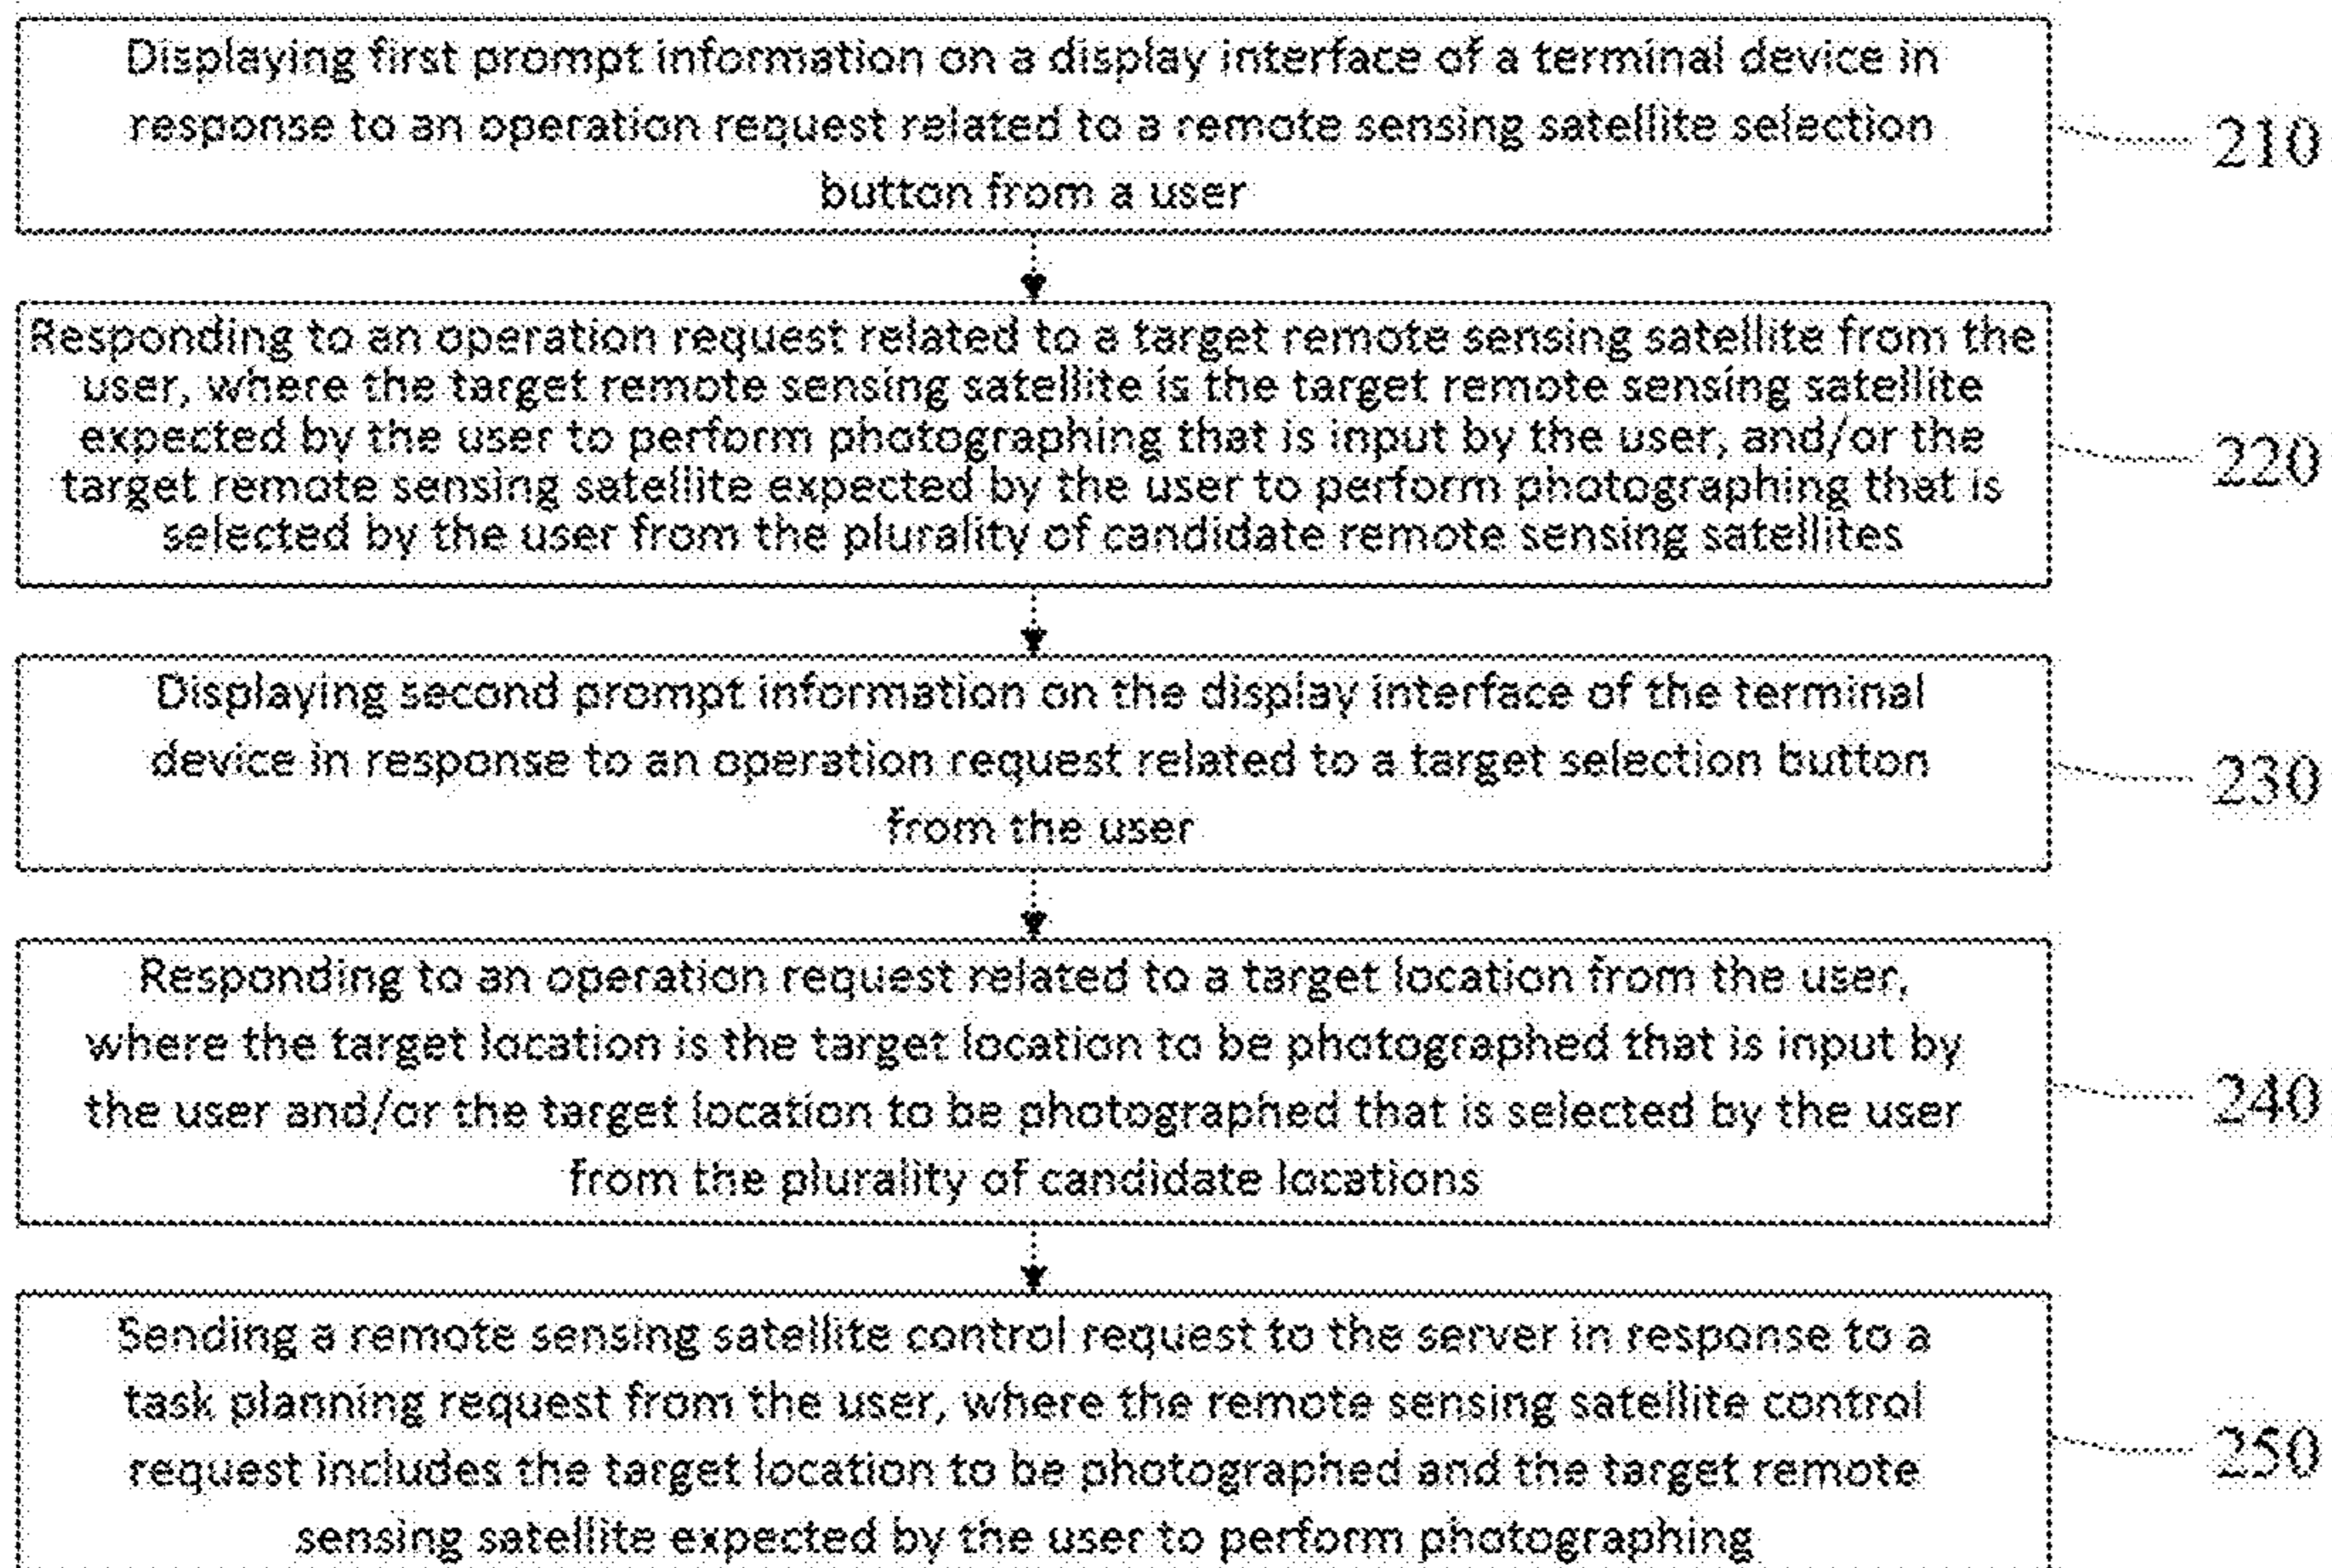 Displaying first prompt information on a display interface of a terminal device in
response to an operation request related to a remote sensing satellite selection
button from a user
210
Responding to an operation request related to a target remote sensing satellite from the
user, where the target remote sensing satellite is the target remote sensing satellite
expected by the user to perform photographing that is input by the user, and/or the
target remote sensing satellite expected by the user to perform photographing that is
selected by the user from the plurality of candidate remote sensing satellites
220
Displaying second prompt information on the display interface of the terminal
device in response to an operation request related to a target selection button
from the user
230
Responding to an operation request related to a target location from the user,
where the target location is the target location to be photographed that is input by
the user and/or the target location to be photographed that is selected by the user
from the plurality of candidate locations
240
Sending a remote sensing satellite control request to the server in response to a
task planning request from the user, where the remote sensing satellite control
request includes the target location to be photographed and the target remote
sensing satellite expected by the user to perform photographing
250